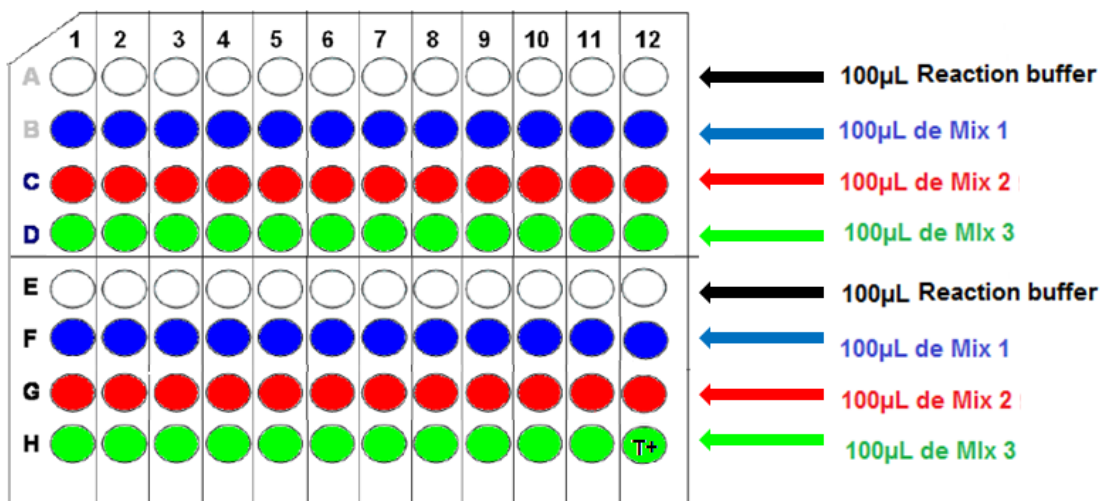 1 2 3 4 5 6 7 8 9 10 11 12
A 100µL Reaction buffer
B 100µL de Mix 1
C 100µL de Mix 2
D 100µL de MIx 3
E 100µL Reaction buffer
F 100µL de Mix 1
G 100µL de Mix 2
H T+ 100µL de Mix 3